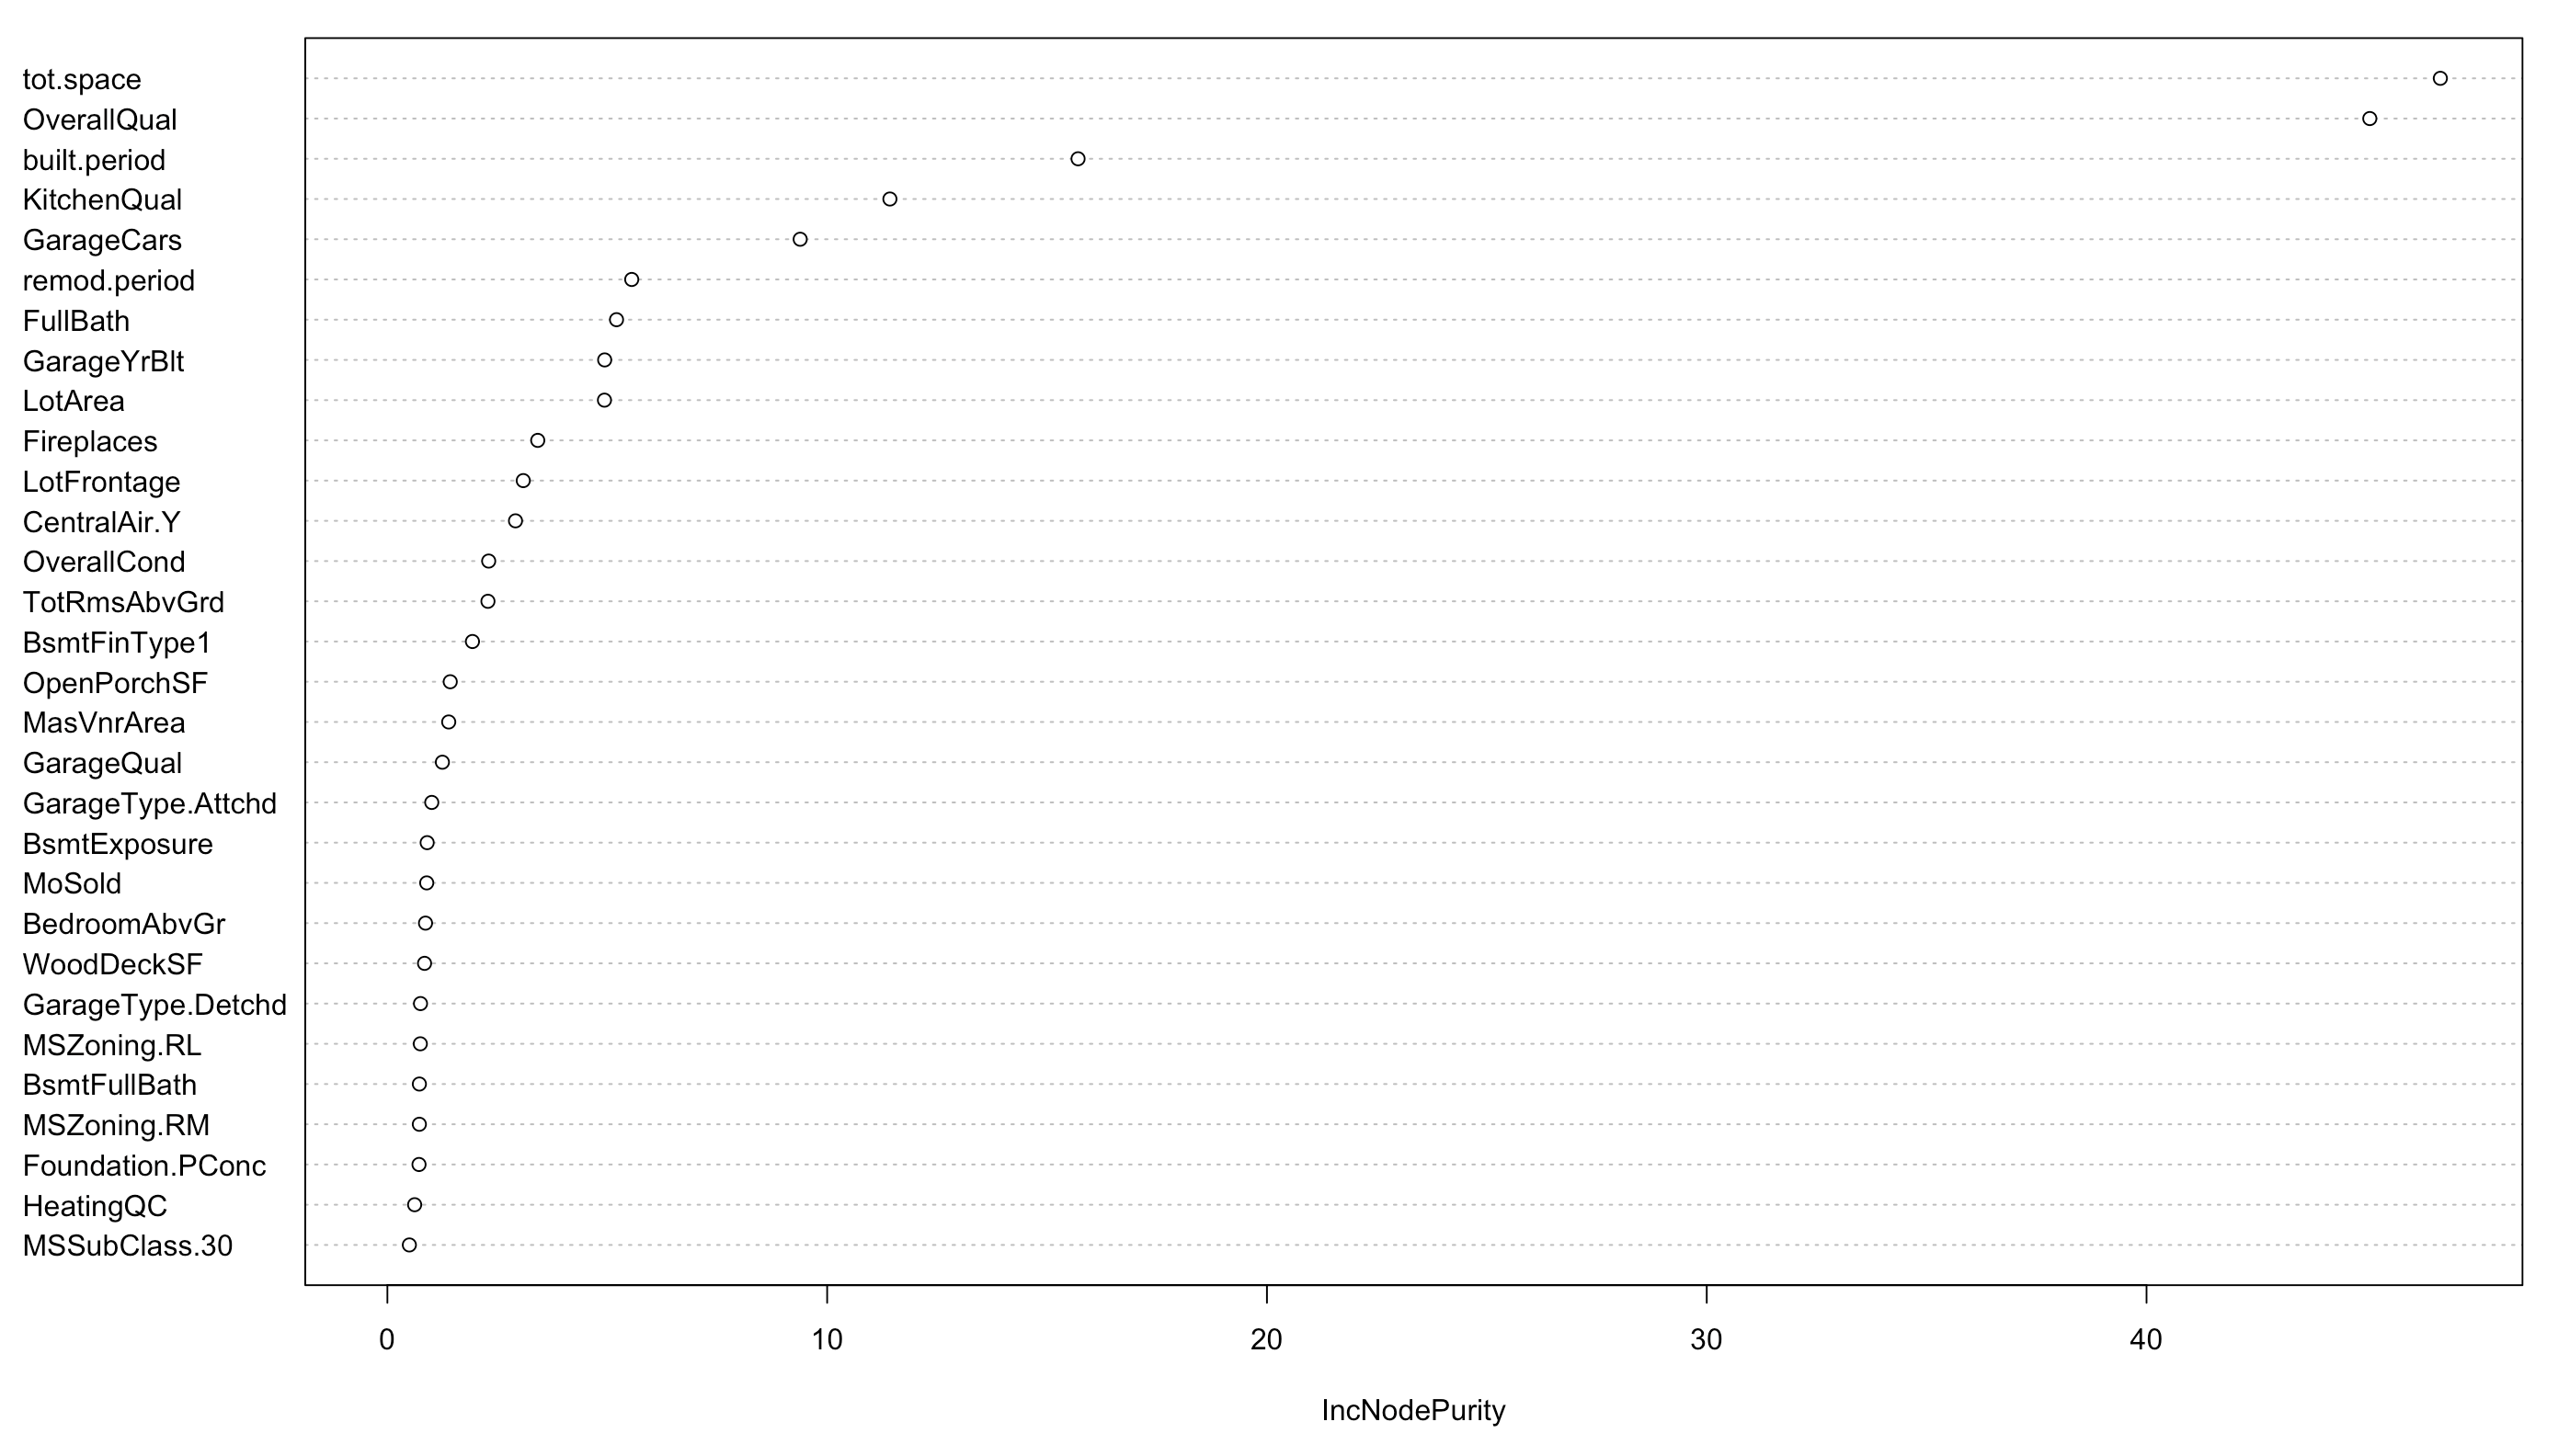 tot.space
OverallQual
built.period
KitchenQual
GarageCars
remod.period
FullBath
GarageYrBlt
LotArea
Fireplaces
LotFrontage
CentralAir.Y
OverallCond
TotRmsAbvGrd
BsmtFinType1
OpenPorchSF
MasVnrArea
GarageQual
GarageType.Attchd
BsmtExposure
MoSold
BedroomAbvGr
WoodDeckSF
GarageType.Detchd
MSZoning.RL
BsmtFullBath
MSZoning.RM
Foundation.PConc
HeatingQC
MSSubClass.30
0 10 20 30 40
IncNodePurity